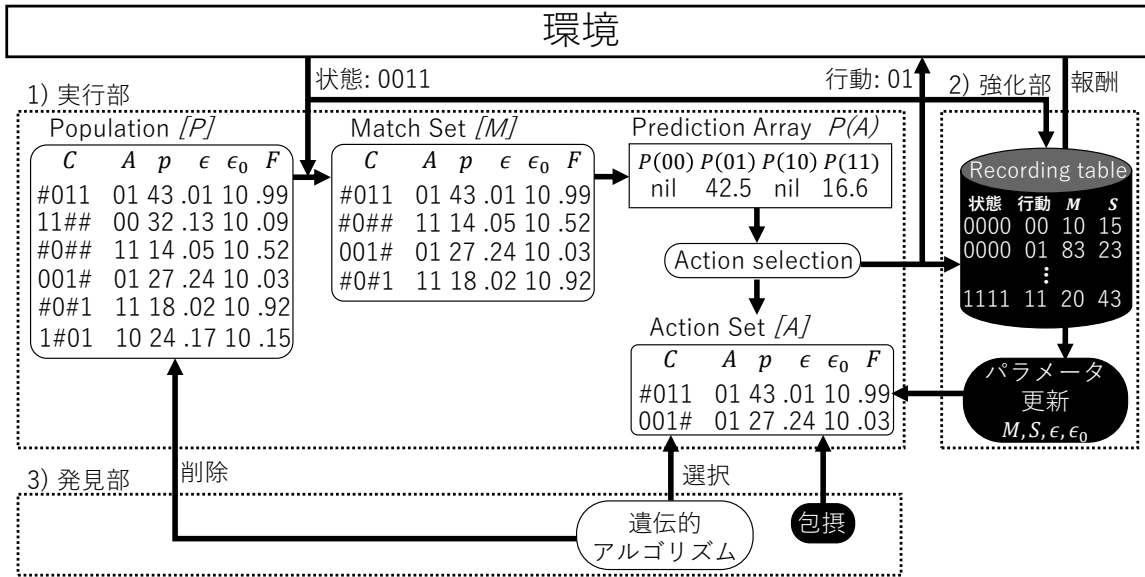 環境
状態: 0011
行動: 01
報酬
1) 実行部
2) 強化部
Population [P]
C A p ϵ ϵ₀ F
#011 01 43 .01 10 .99
11## 00 32 .13 10 .09
#0## 11 14 .05 10 .52
001# 01 27 .24 10 .03
#0#1 11 18 .02 10 .92
1#01 10 24 .17 10 .15
Match Set [M]
C A p ϵ ϵ₀ F
#011 01 43 .01 10 .99
#0## 11 14 .05 10 .52
001# 01 27 .24 10 .03
#0#1 11 18 .02 10 .92
Prediction Array P(A)
P(00) P(01) P(10) P(11)
nil 42.5 nil 16.6
Action selection
Action Set [A]
C A p ϵ ϵ₀ F
#011 01 43 .01 10 .99
001# 01 27 .24 10 .03
Recording table
状態 行動 M S
0000 00 10 15
0000 01 83 23
⋮
1111 11 20 43
パラメータ
更新
M, S, ϵ, ϵ₀
3) 発見部
削除
選択
遺伝的
アルゴリズム
包摂